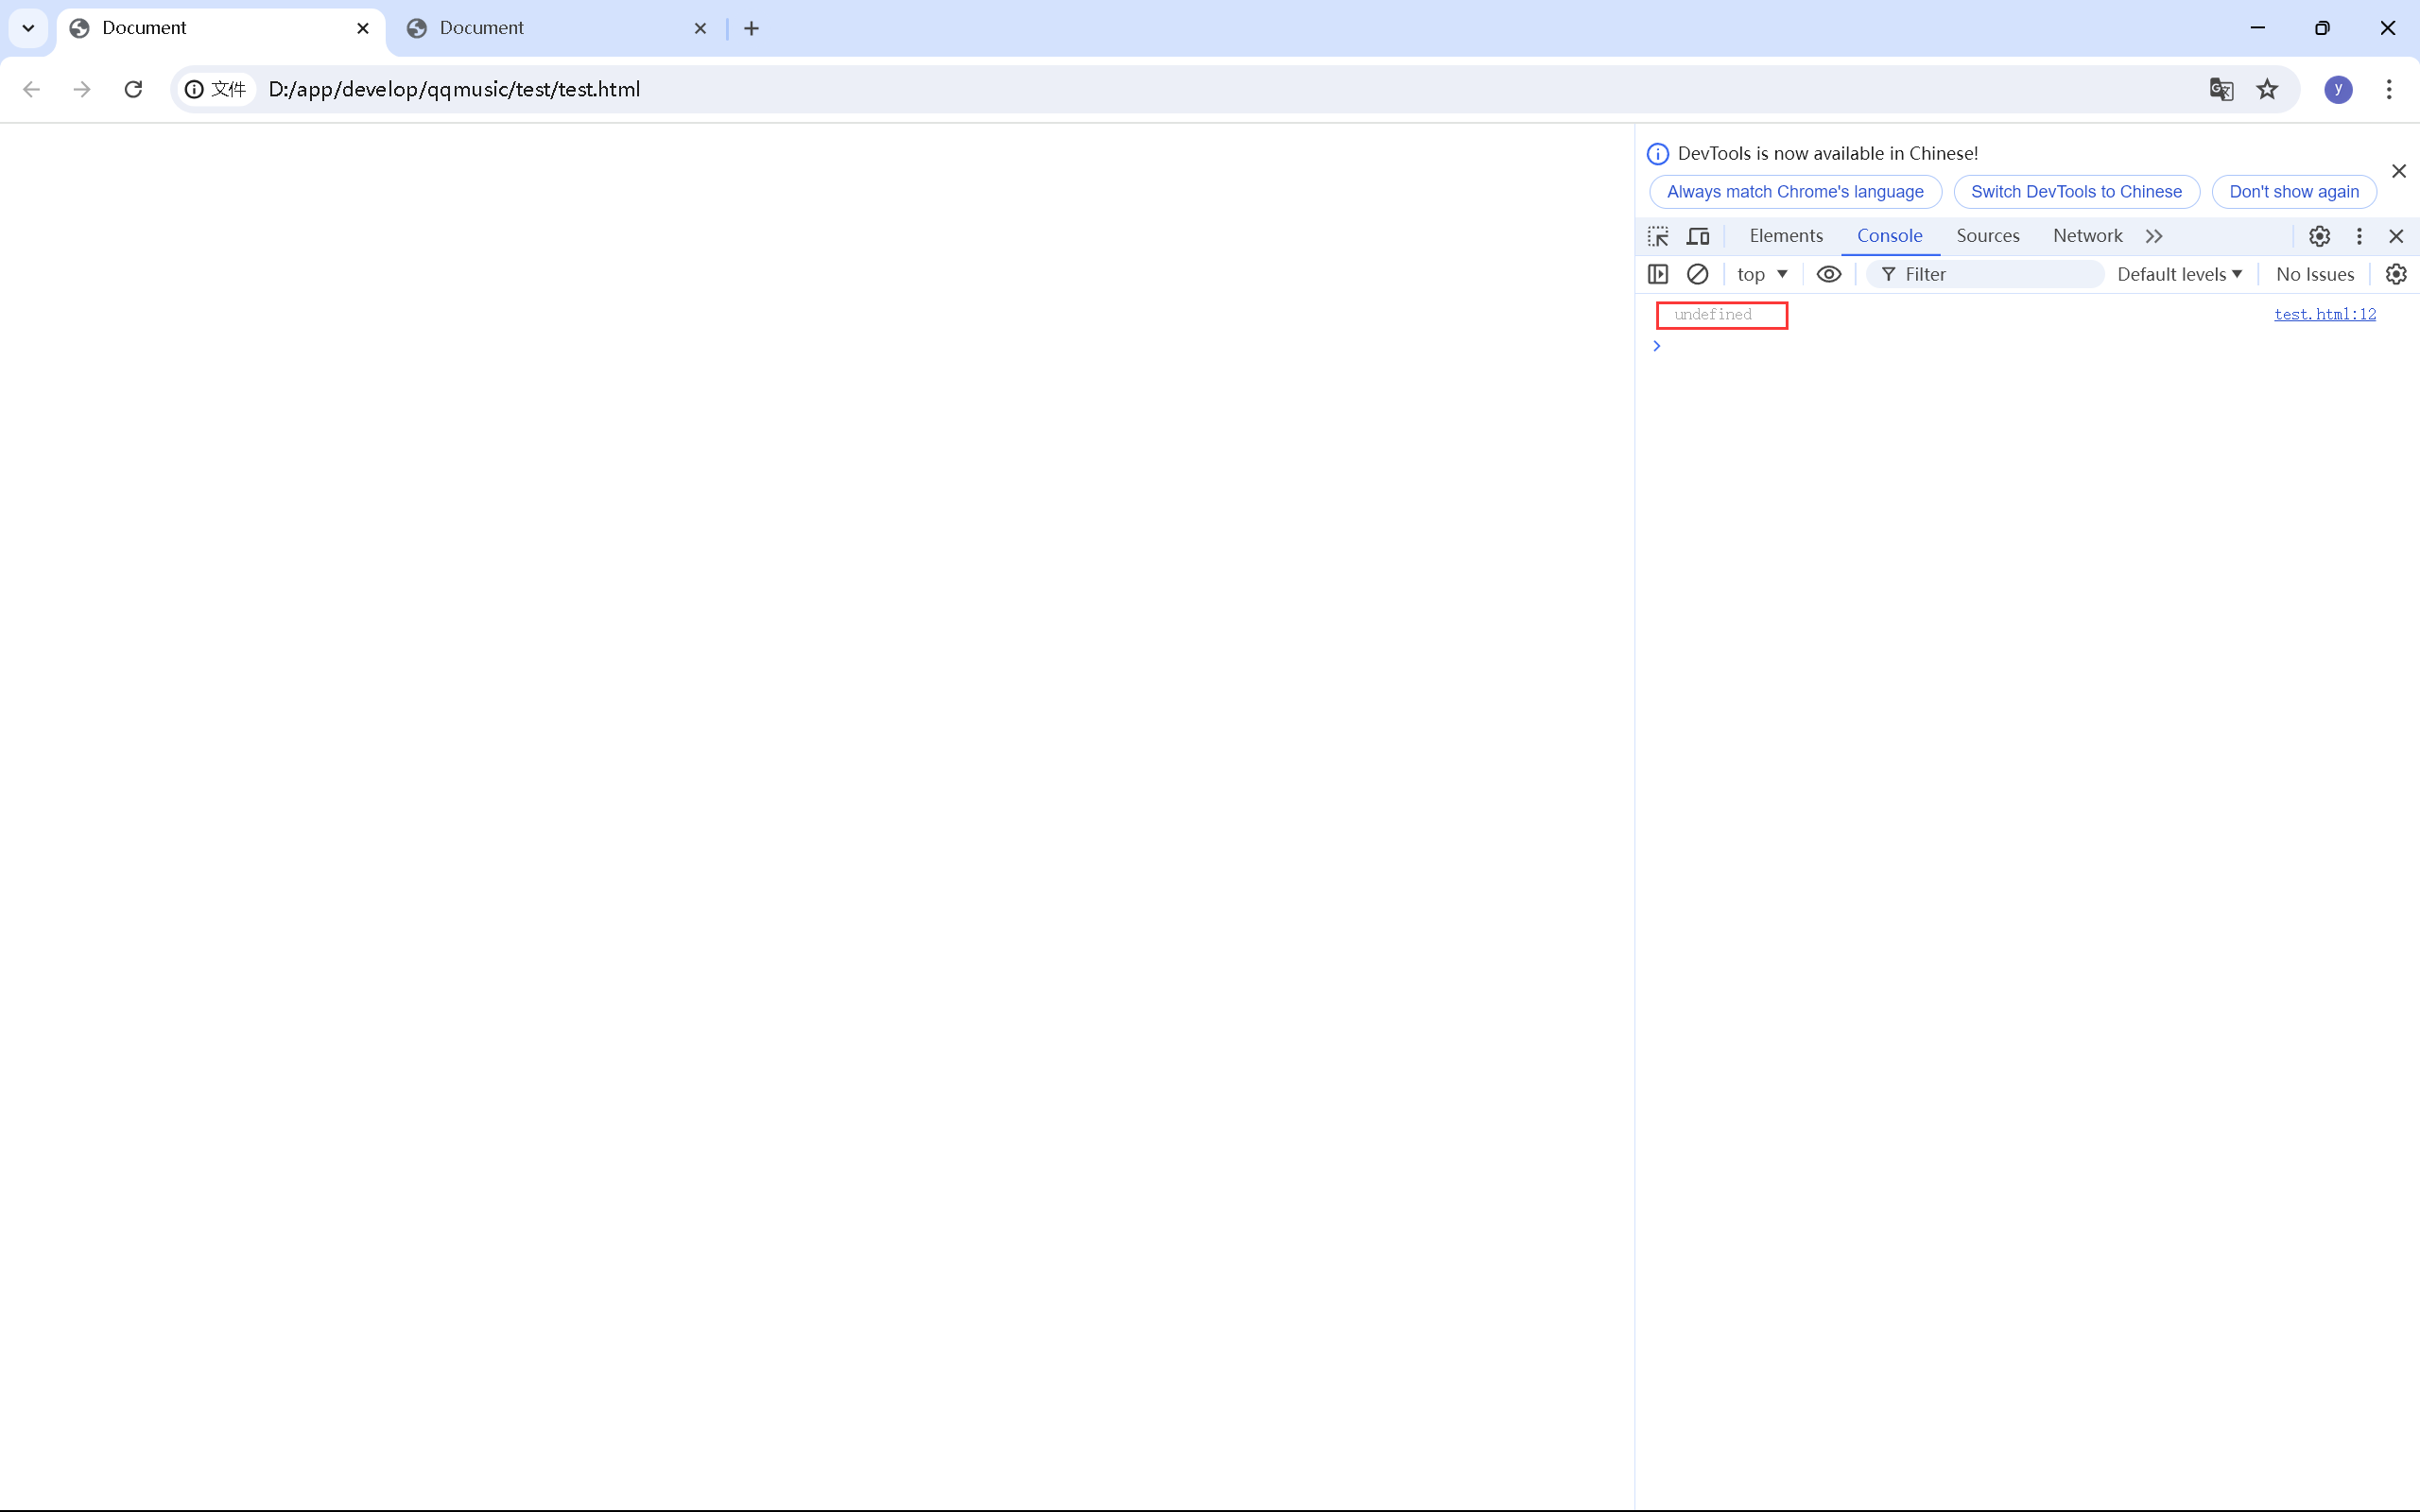 Document
Document
文件 D:/app/develop/qqmusic/test/test.html
y
DevTools is now available in Chinese!
Always match Chrome's language
Switch DevTools to Chinese
Don't show again
Elements
Console
Sources
Network
top
Filter
Default levels
No Issues
undefined
test.html:12